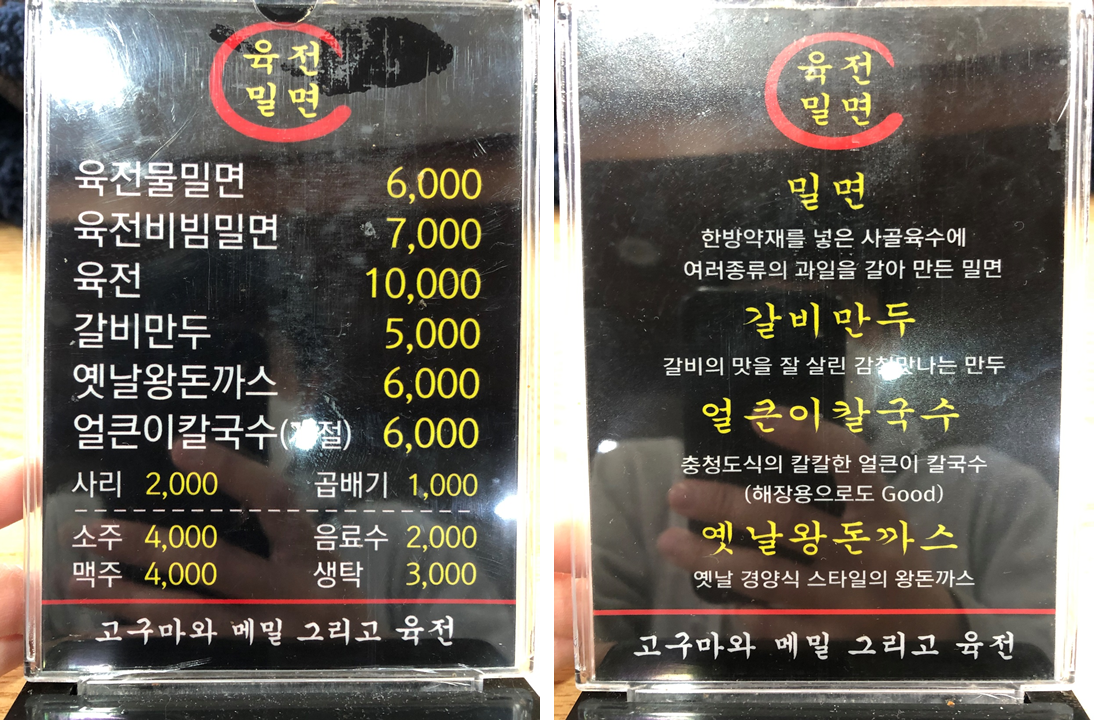 육전
밀면
육전물밀면 6,000
육전비빔밀면 7,000
육전 10,000
갈비만두 5,000
옛날왕돈까스 6,000
얼큰이칼국수 6,000
사리 2,000 곱배기 1,000
소주 4,000 음료수 2,000
맥주 4,000 생탁 3,000
고구마와 메밀 그리고 육전
육전
밀면
밀면
한방약재를 넣은 사골육수에
여러종류의 과일을 갈아 만든 밀면
갈비만두
갈비의 맛을 잘 살린 만두
얼큰이칼국수
충청도식의 칼칼한 얼큰이 칼국수
(해장용으로도 Good)
옛날왕돈까스
옛날 경양식 스타일의 왕돈까스
고구마와 메밀 그리고 육전